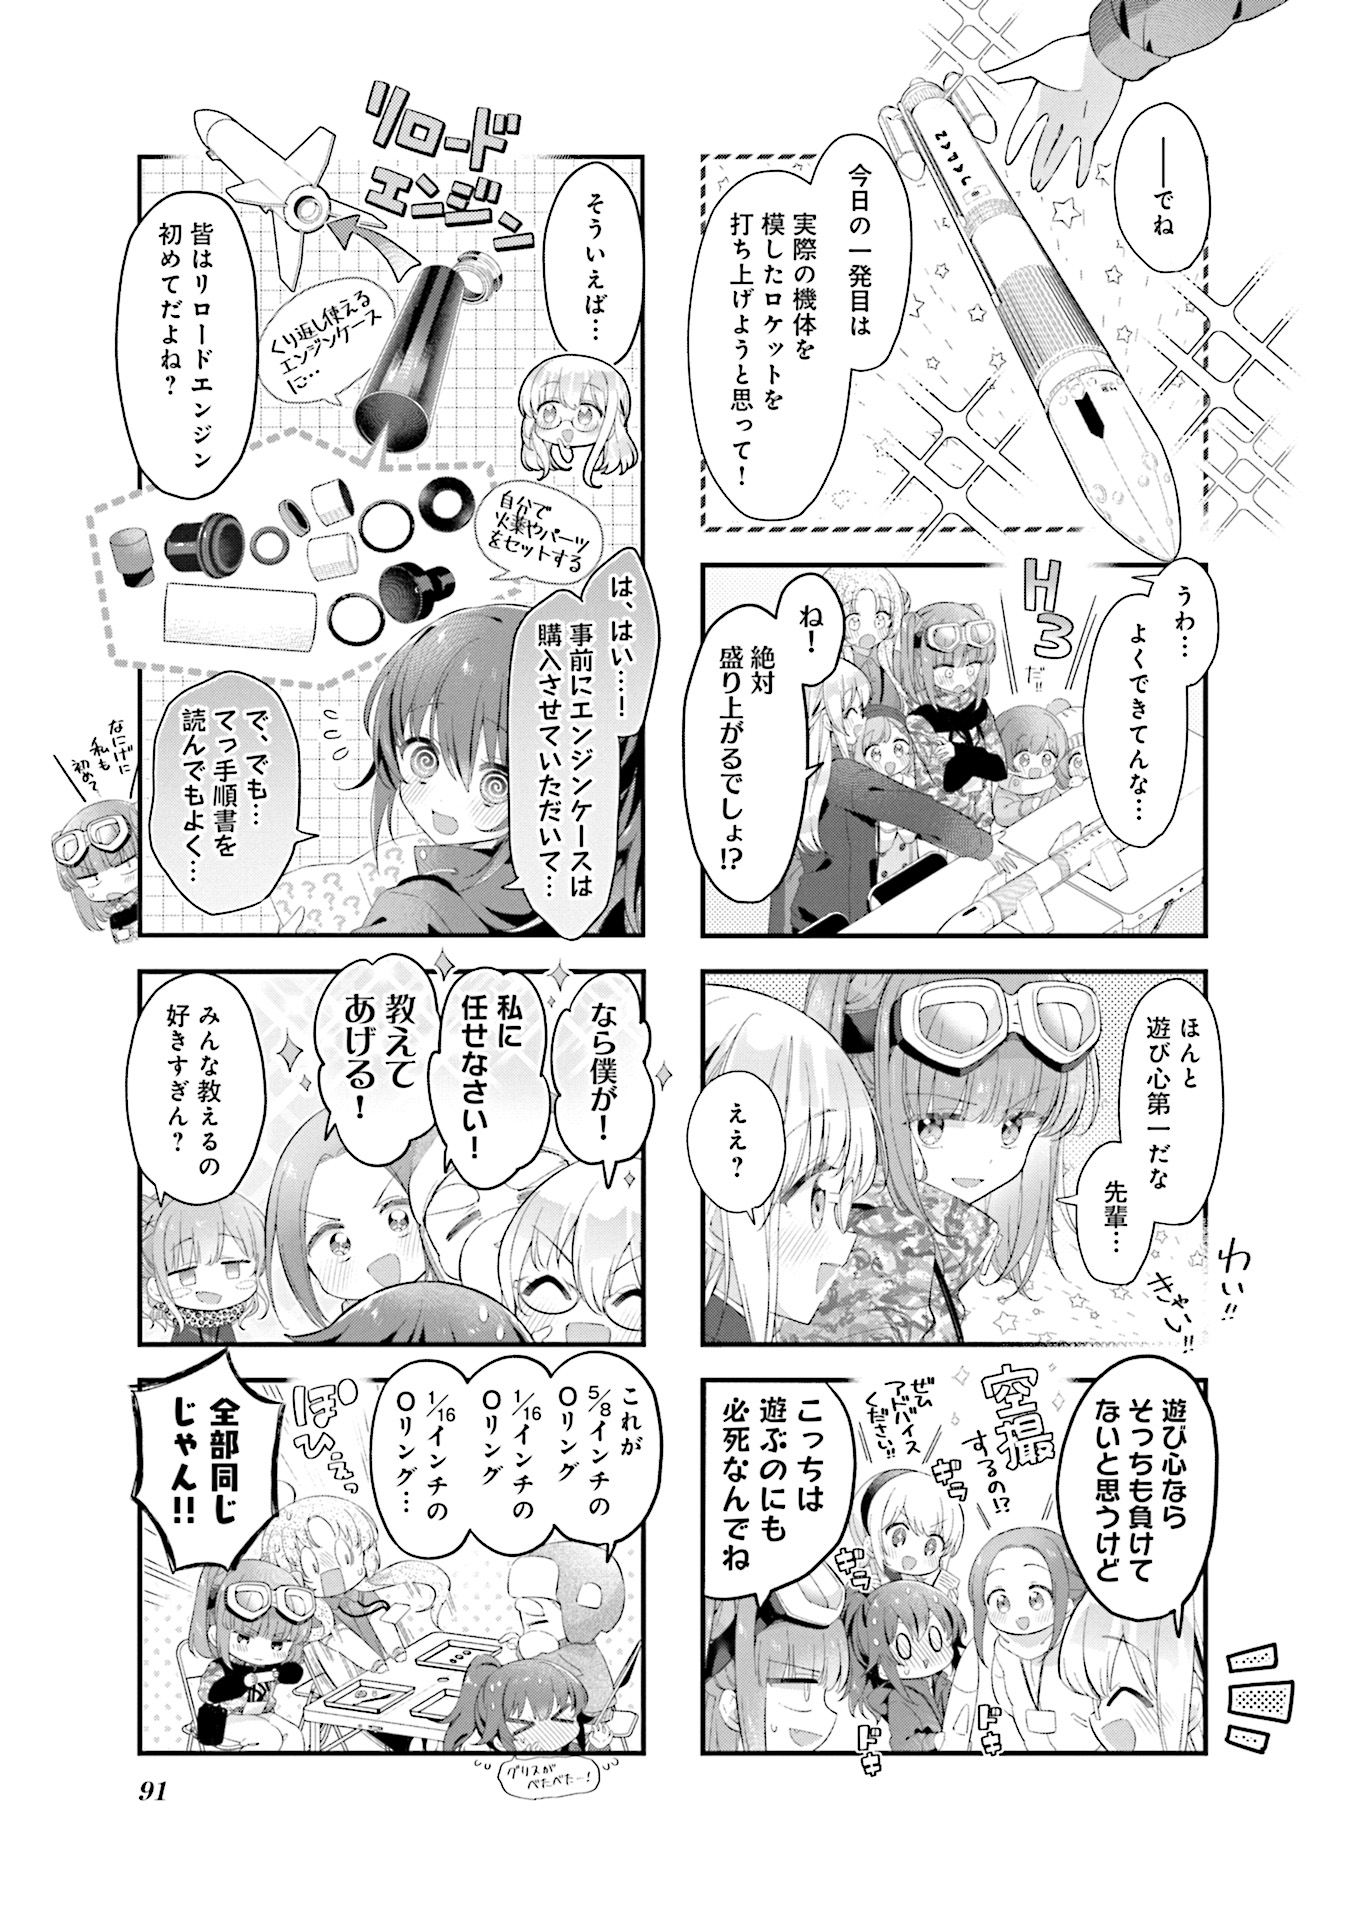 ――でね
今日の一発目は
実際の機体を
模したロケットを
打ち上げようと思って!
うわ…
よくできてんな…
H3
だ!!
ね!
絶対
盛り上がるでしょ!?
ほんと
遊び心第一だな
先輩…
ええ?
わい!!
きゃい!!
遊び心なら
そっちも負けて
ないと思うけど
空撮
するの!?
ぜひ
アドバイス
ください!!
ギラ
ギラ
ドキ
ドキ
こっちは
遊ぶのにも
必死なんでね
リロード
エンジン
そういえば…
皆はリロードエンジン
初めてだよね?
くり返し使える
エンジンケース
に…
自分で
火薬やパーツ
をセットする
は、はい…!
事前にエンジンケースは
購入させていただいて…
で、でも…
てっ手順書を
読んでもよく…
なにげに
私も
初めて
なら僕が!
私に
任せなさい!
教えて
あげる!
みんな教えるの
好きすぎん?
これが
5/8インチの
Oリング
1/16インチの
Oリング
1/16インチの
Oリング…
ぽ
ひぇっ
全部同じ
じゃん!!
グリスが
べたべたー!
91